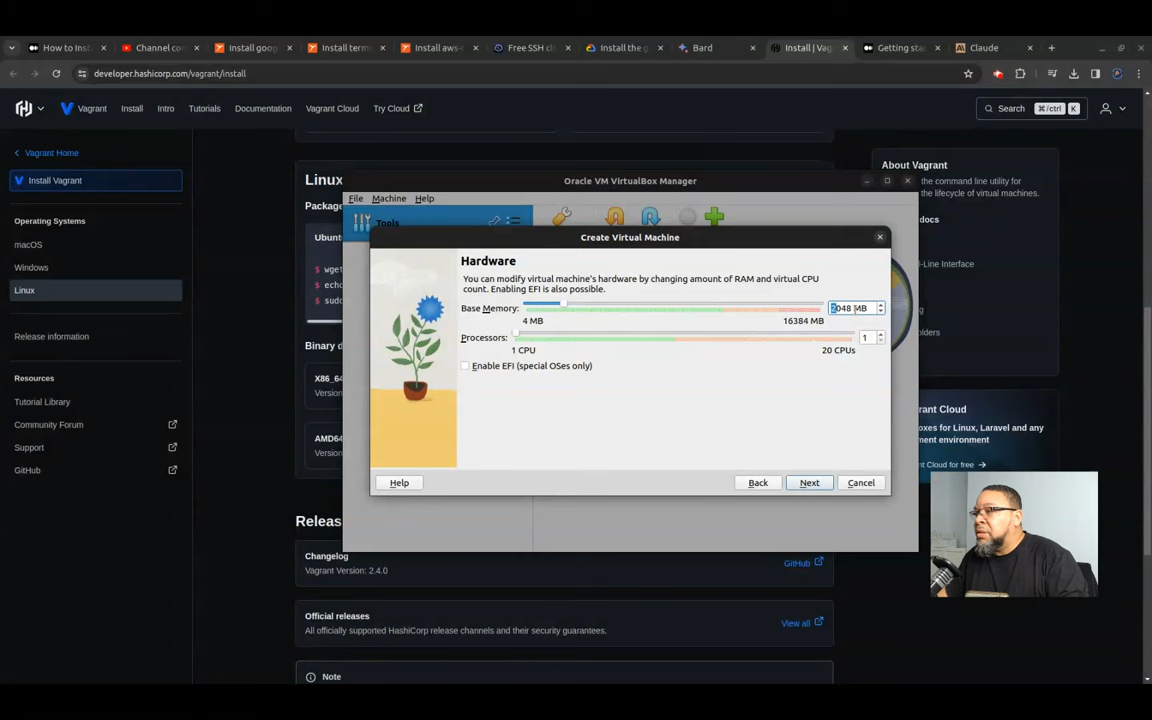 How to Inst
Channel con
Install goog
Install term
Install aws-
Free SSH cl
Install the g
Bard
Install | Vag
Getting star
Claude
developer.hashicorp.com/vagrant/install
Vagrant
Install
Intro
Tutorials
Documentation
Vagrant Cloud
Try Cloud
Search
⌘/ctrl
K
Vagrant Home
Install Vagrant
Operating Systems
macOS
Windows
Linux
Release information
Resources
Tutorial Library
Community Forum
Support
GitHub
Linux
Package
Ubun
$ wget
$ echo
$ sudo
Binary d
X86_64
Version
AMD64
Version
Releas
Changelog
Vagrant Version: 2.4.0
GitHub
Official releases
All officially supported HashiCorp release channels and their security guarantees.
View all
Note
About Vagrant
the command line utility for
the lifecycle of virtual machines.
docs
-Line Interface
g
olders
rant Cloud
oxes for Linux, Laravel and any
ment environment
nt Cloud for free
Oracle VM VirtualBox Manager
File
Machine
Help
Tools
Create Virtual Machine
Hardware
You can modify virtual machine's hardware by changing amount of RAM and virtual CPU
count. Enabling EFI is also possible.
Base Memory:
2048 MB
4 MB
16384 MB
Processors:
1
1 CPU
20 CPUs
Enable EFI (special OSes only)
Help
Back
Next
Cancel